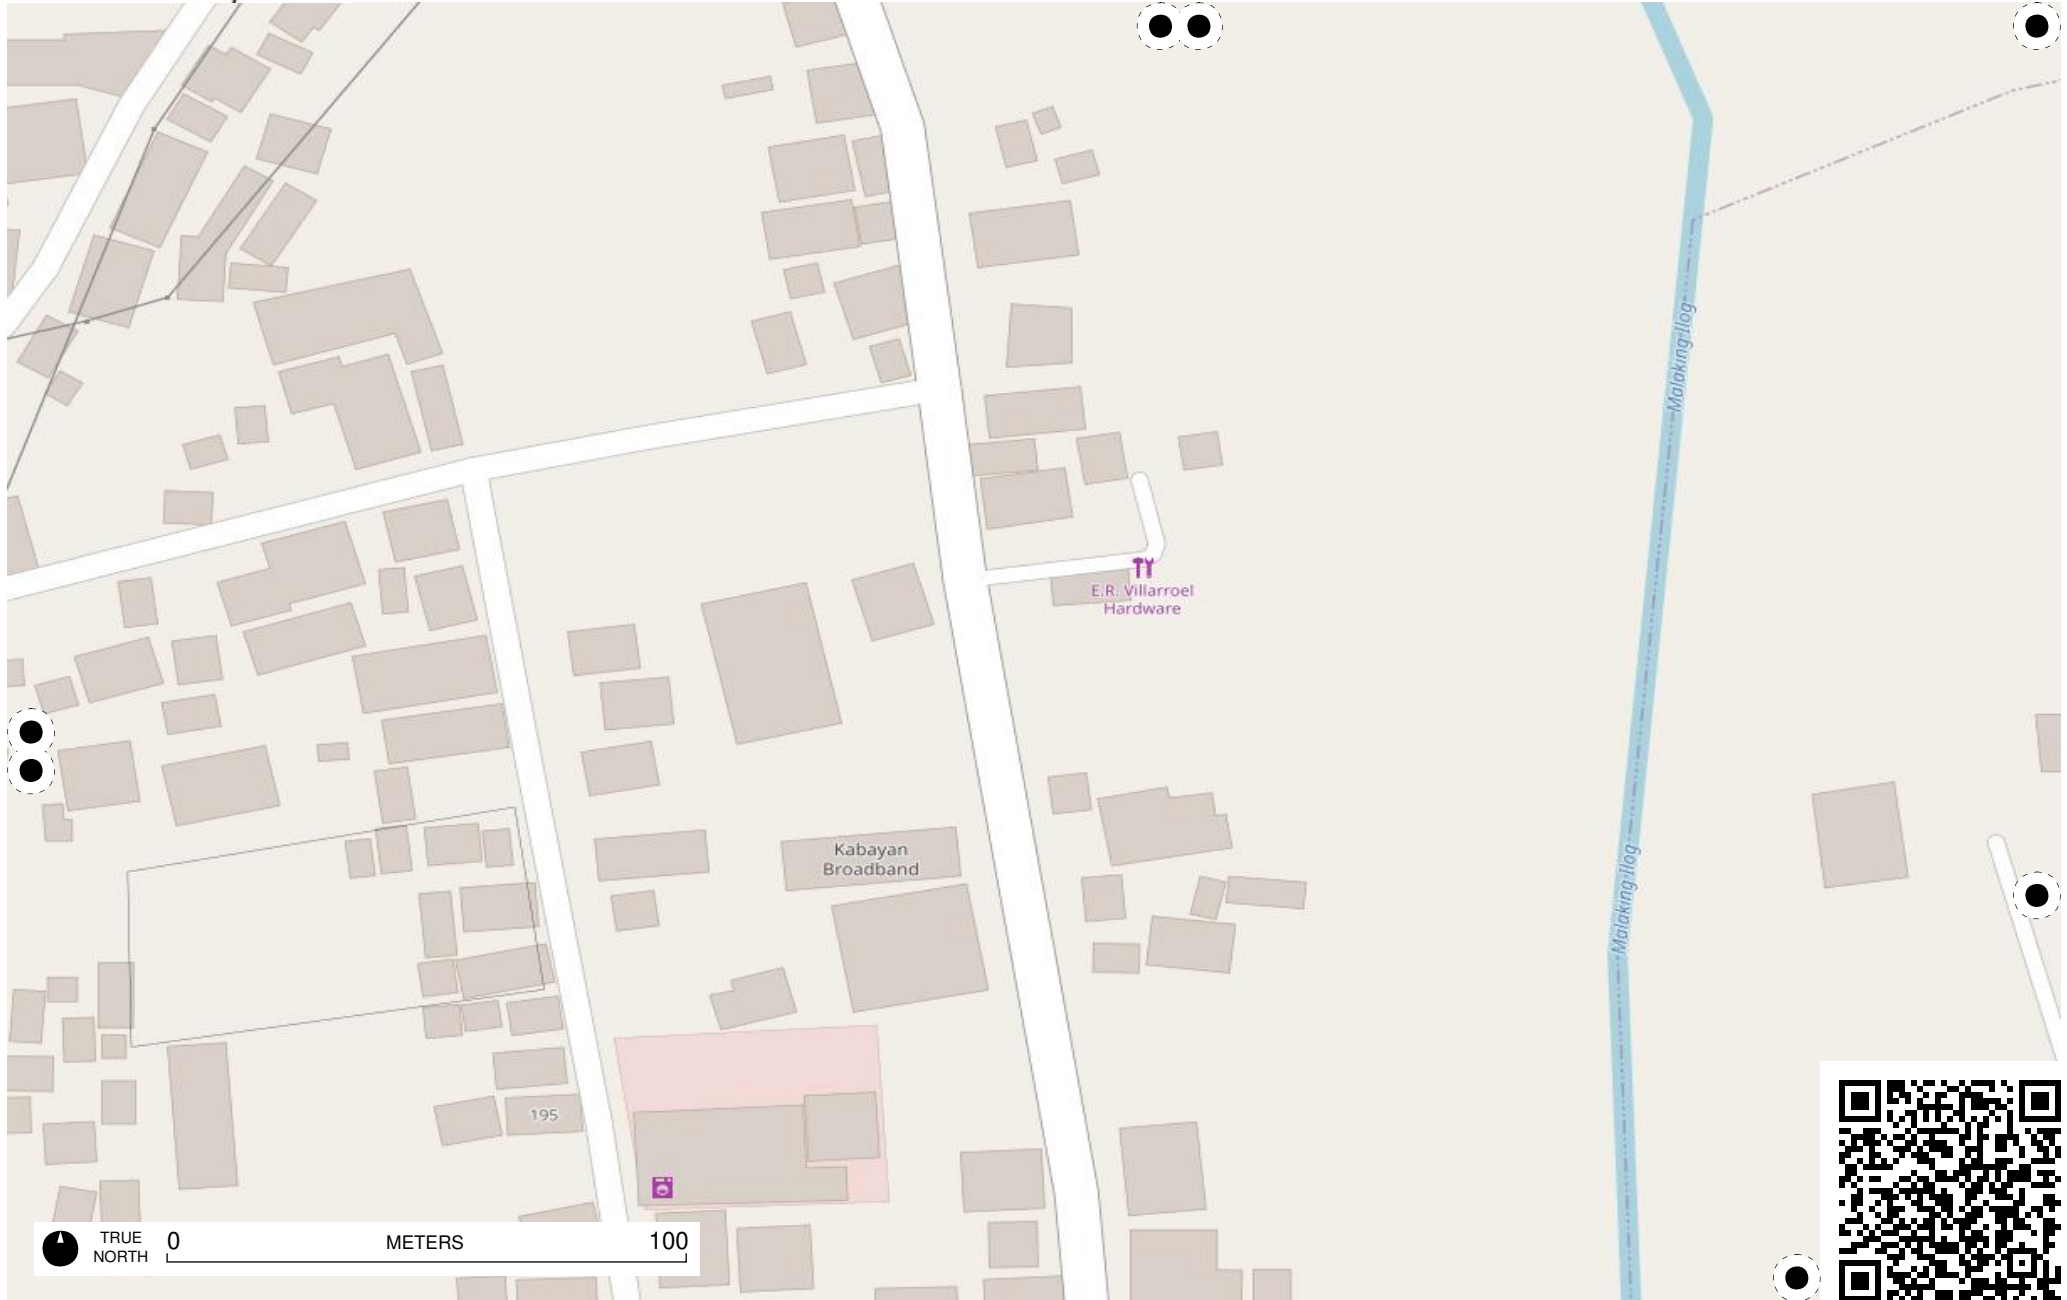 Malaking Ilog
E.R. Villarroel
Hardware
Kabayan
Broadband
Malaking Ilog
195
TRUE
NORTH
0
METERS
100